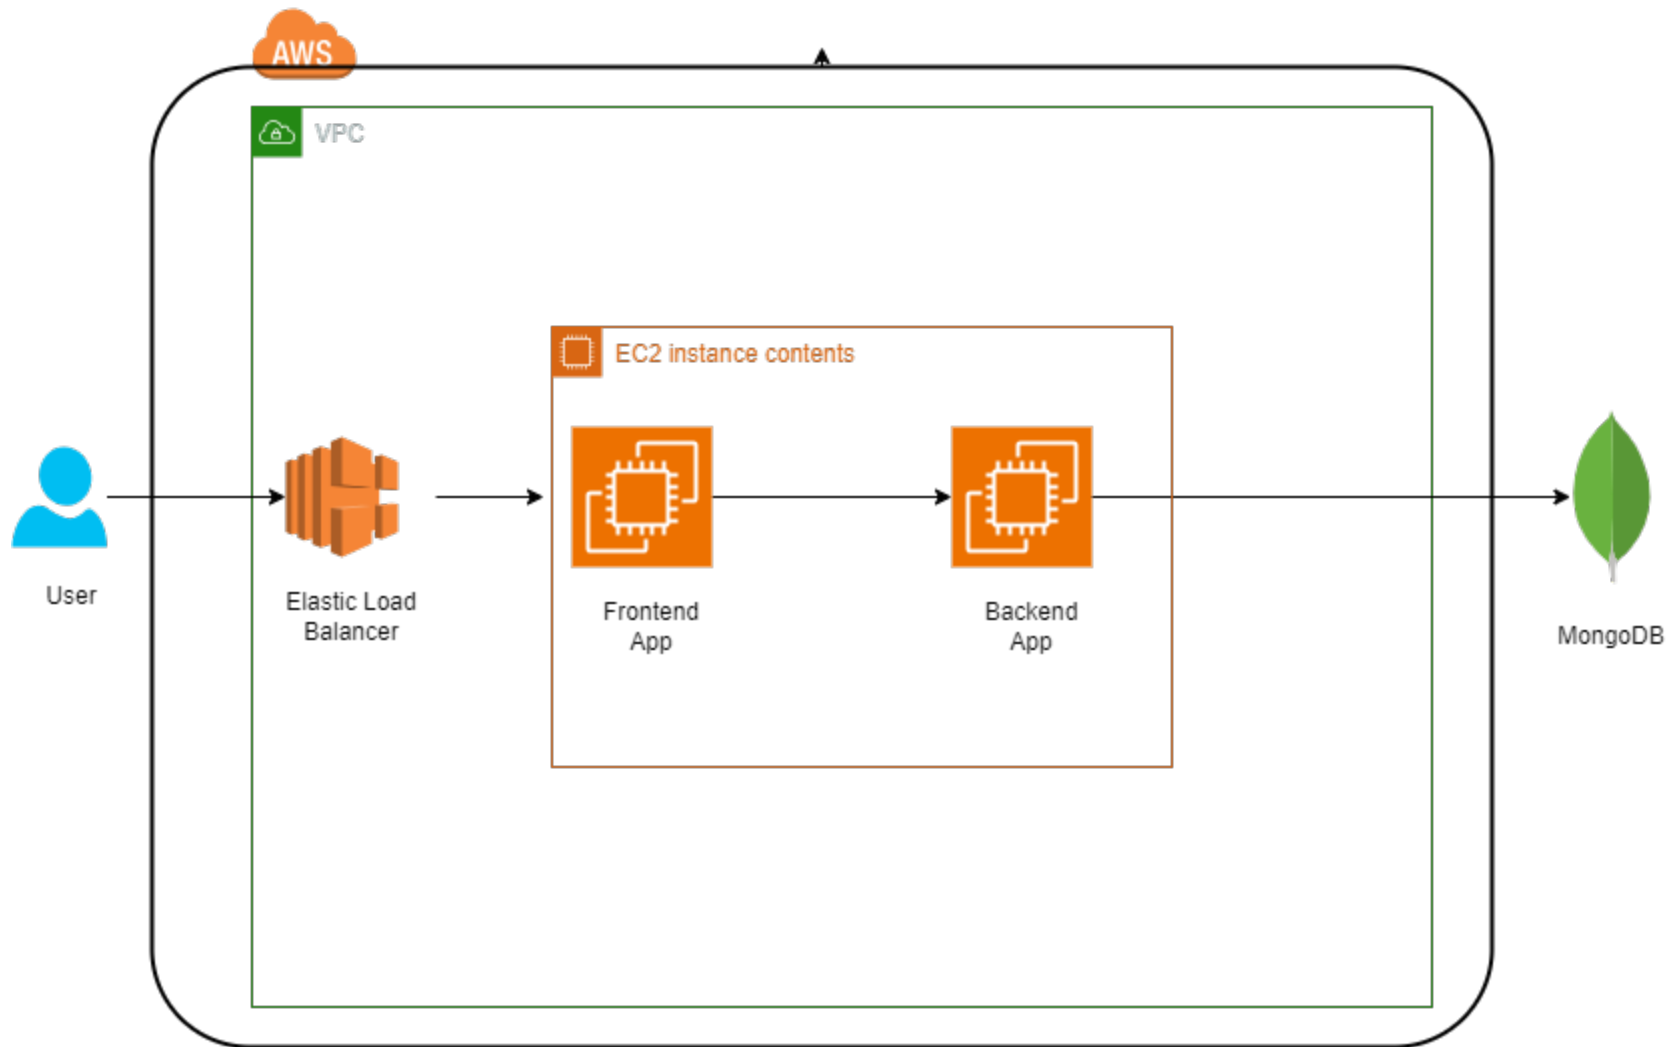 AWS
VPC
EC2 instance contents
User
Elastic Load
Balancer
Frontend
App
Backend
App
MongoDB